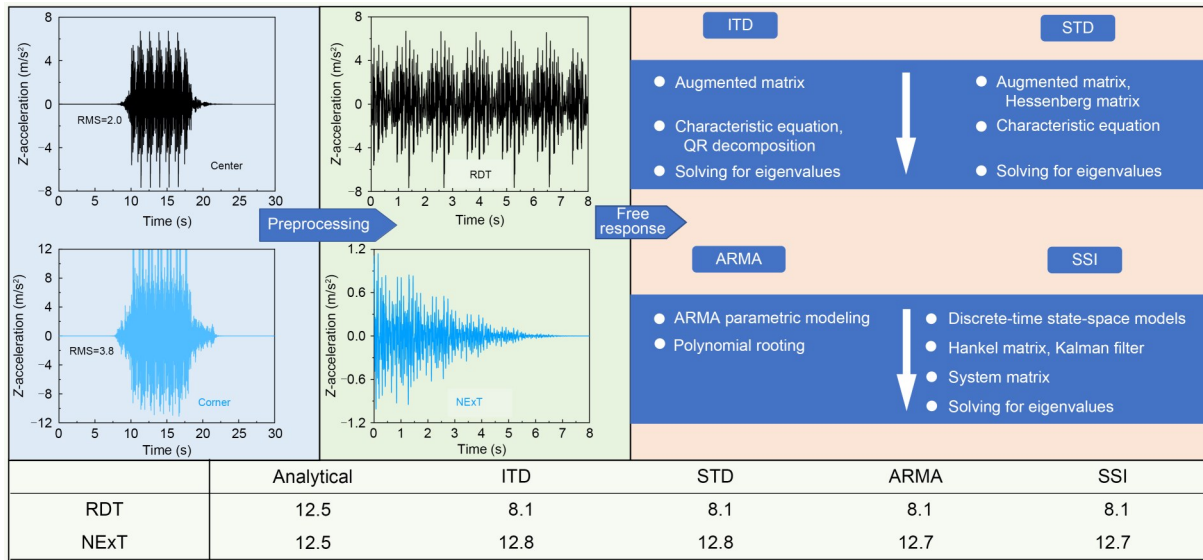 8
4
0
−4
−8
Z-acceleration (m/s²)
RMS=2.0
Center
0 5 10 15 20 25 30
Time (s)
8
4
0
−4
−8
Z-acceleration (m/s²)
RDT
0 1 2 3 4 5 6 7 8
Time (s)
Preprocessing
Free
response
12
8
4
0
−4
−8
−12
Z-acceleration (m/s²)
RMS=3.8
Corner
0 5 10 15 20 25 30
Time (s)
1.2
0.6
0.0
−0.6
−1.2
Z-acceleration (m/s²)
NExT
0 1 2 3 4 5 6 7 8
Time (s)
ITD
Augmented matrix
Characteristic equation,
QR decomposition
Solving for eigenvalues
STD
Augmented matrix,
Hessenberg matrix
Characteristic equation
Solving for eigenvalues
ARMA
ARMA parametric modeling
Polynomial rooting
SSI
Discrete-time state-space models
Hankel matrix, Kalman filter
System matrix
Solving for eigenvalues
Analytical ITD STD ARMA SSI
RDT 12.5 8.1 8.1 8.1 8.1
NExT 12.5 12.8 12.8 12.7 12.7